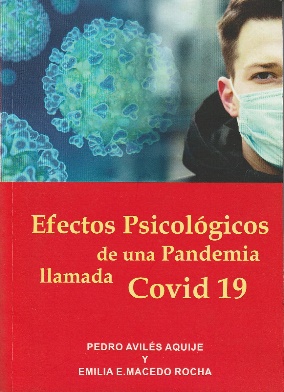 Efectos Psicológicos
de una Pandemia
llamada Covid 19
PEDRO AVILÉS AQUIJE
Y
EMILIA E.MACEDO ROCHA